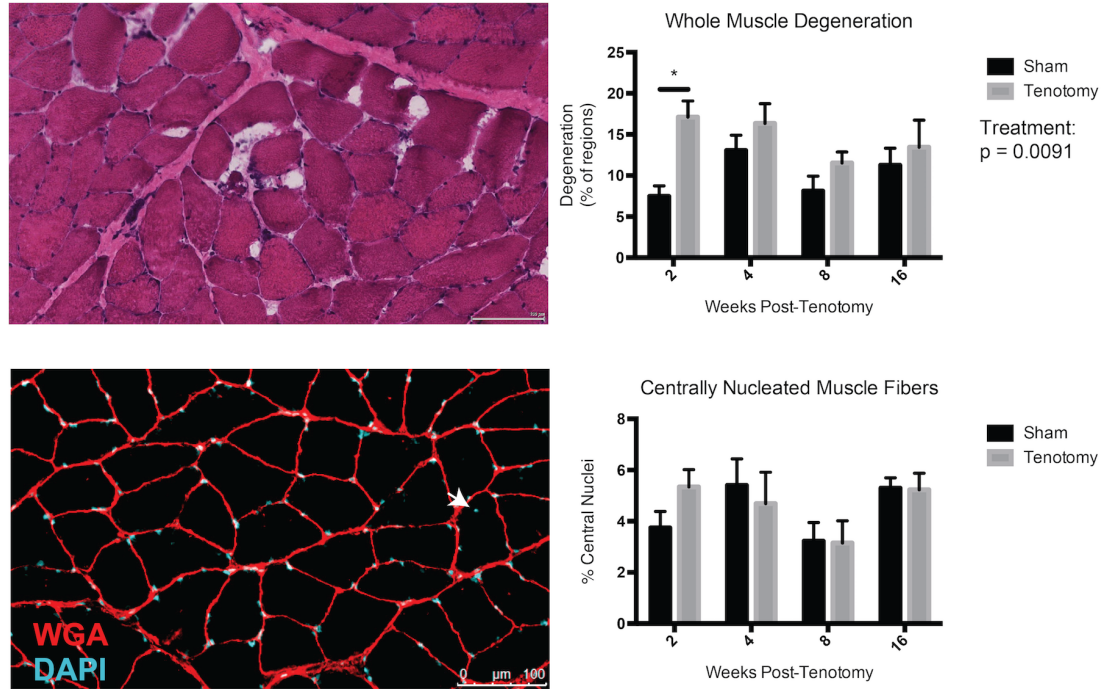 Whole Muscle Degeneration
25
20
15
10
5
0
Degeneration
(% of regions)
*
2
4
8
16
Weeks Post-Tenotomy
Sham
Tenotomy
Treatment:
p = 0.0091
WGA
DAPI
0 μm 100
Centrally Nucleated Muscle Fibers
8
6
4
2
0
% Central Nuclei
2
4
8
16
Weeks Post-Tenotomy
Sham
Tenotomy